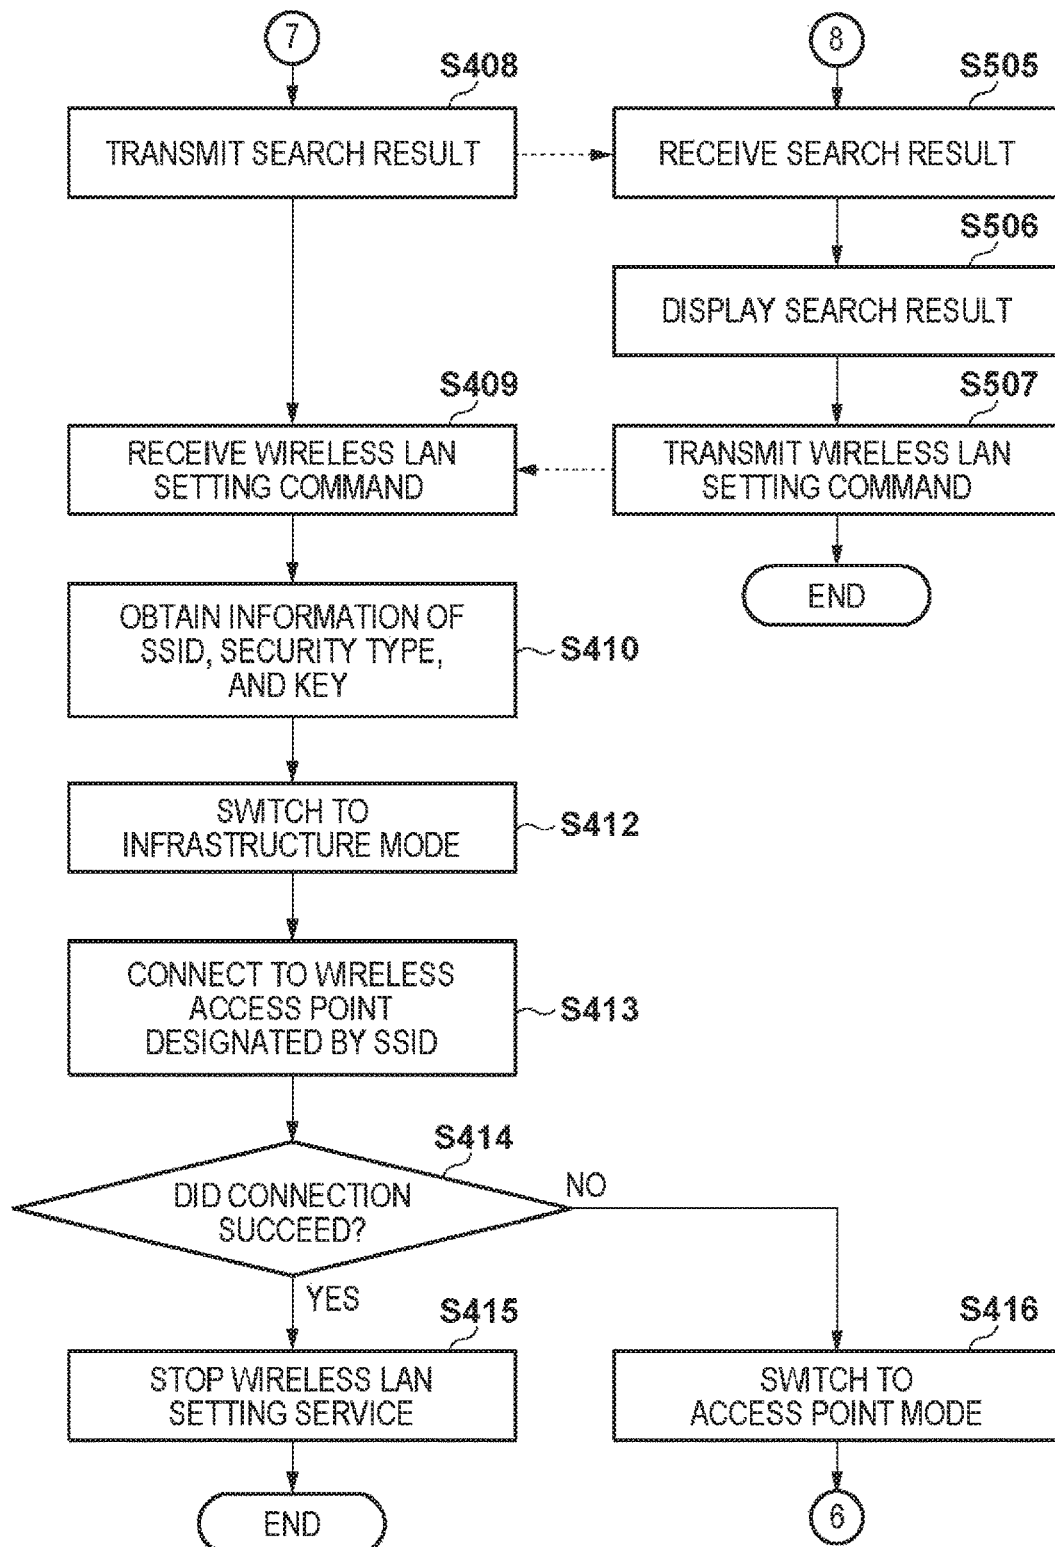 7
8
S408
S505
TRANSMIT SEARCH RESULT
RECEIVE SEARCH RESULT
S506
DISPLAY SEARCH RESULT
S409
S507
RECEIVE WIRELESS LAN
SETTING COMMAND
TRANSMIT WIRELESS LAN
SETTING COMMAND
END
OBTAIN INFORMATION OF
SSID, SECURITY TYPE,
AND KEY
S410
SWITCH TO
INFRASTRUCTURE MODE
S412
CONNECT TO WIRELESS
ACCESS POINT
DESIGNATED BY SSID
S413
S414
DID CONNECTION
SUCCEED?
NO
YES
S415
S416
STOP WIRELESS LAN
SETTING SERVICE
SWITCH TO
ACCESS POINT MODE
END
6